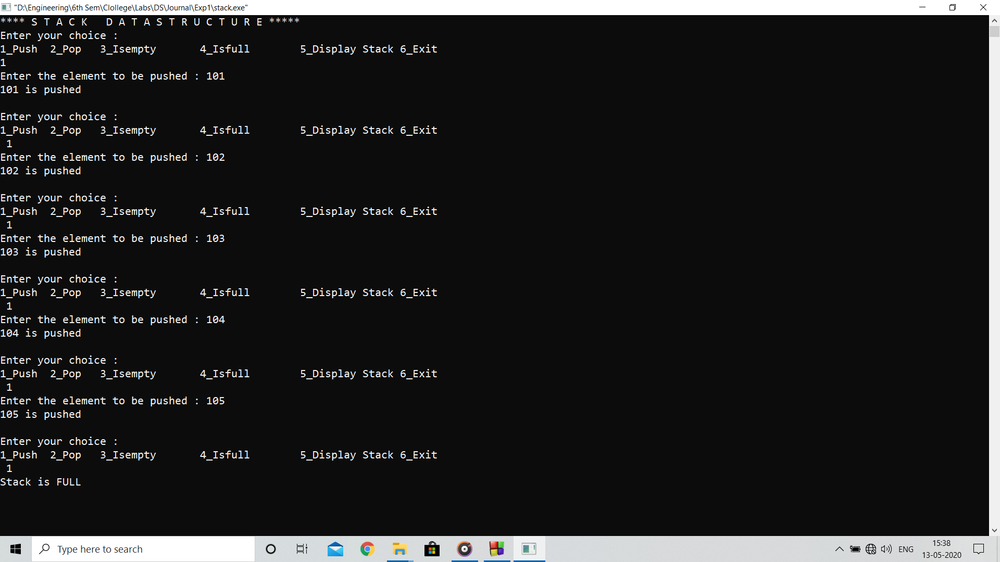 "D:\Engineering\6th Sem\Clollege\Labs\DS\Journal\Exp1\stack.exe"
**** S T A C K   D A T A S T R U C T U R E *****
Enter your choice :
1_Push  2_Pop   3_Isempty       4_Isfull        5_Display Stack 6_Exit
1
Enter the element to be pushed : 101
101 is pushed
Enter your choice :
1_Push  2_Pop   3_Isempty       4_Isfull        5_Display Stack 6_Exit
1
Enter the element to be pushed : 102
102 is pushed
Enter your choice :
1_Push  2_Pop   3_Isempty       4_Isfull        5_Display Stack 6_Exit
1
Enter the element to be pushed : 103
103 is pushed
Enter your choice :
1_Push  2_Pop   3_Isempty       4_Isfull        5_Display Stack 6_Exit
1
Enter the element to be pushed : 104
104 is pushed
Enter your choice :
1_Push  2_Pop   3_Isempty       4_Isfull        5_Display Stack 6_Exit
1
Enter the element to be pushed : 105
105 is pushed
Enter your choice :
1_Push  2_Pop   3_Isempty       4_Isfull        5_Display Stack 6_Exit
1
Stack is FULL
Type here to search
ENG
15:38
13-05-2020